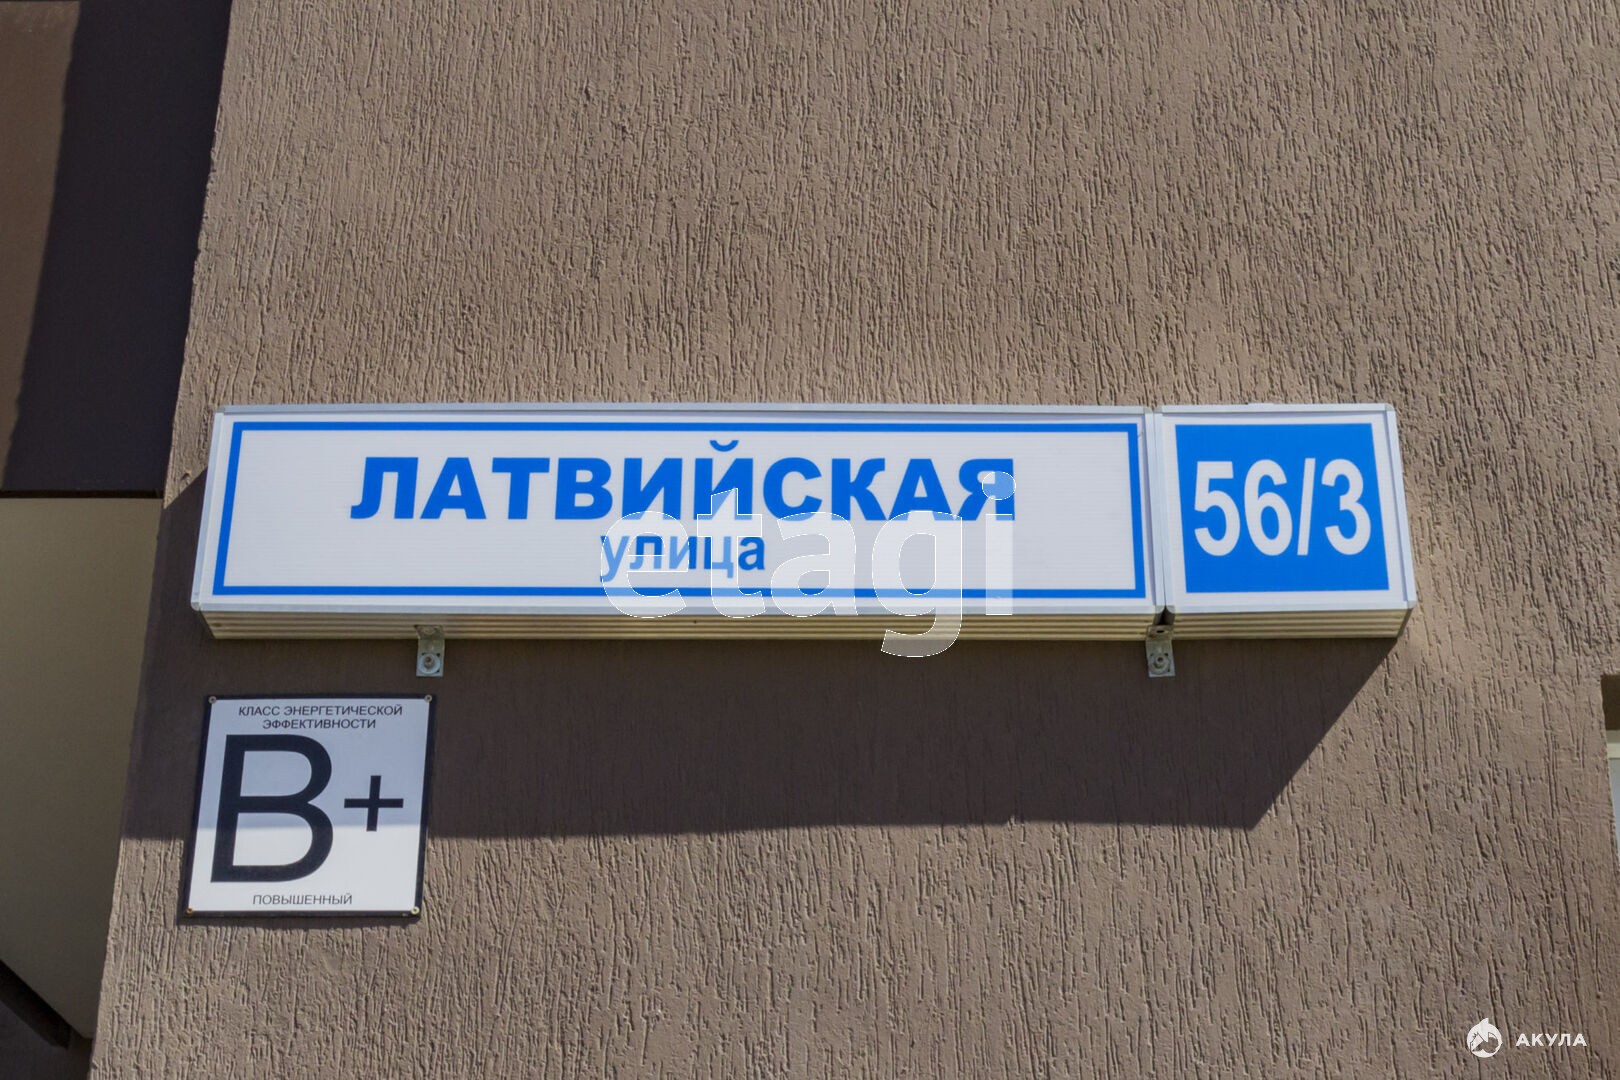 ЛАТВИЙСКАЯ
улица
56/3
etagi
КЛАСС ЭНЕРГЕТИЧЕСКОЙ
ЭФФЕКТИВНОСТИ
B+
ПОВЫШЕННЫЙ
АКУЛА